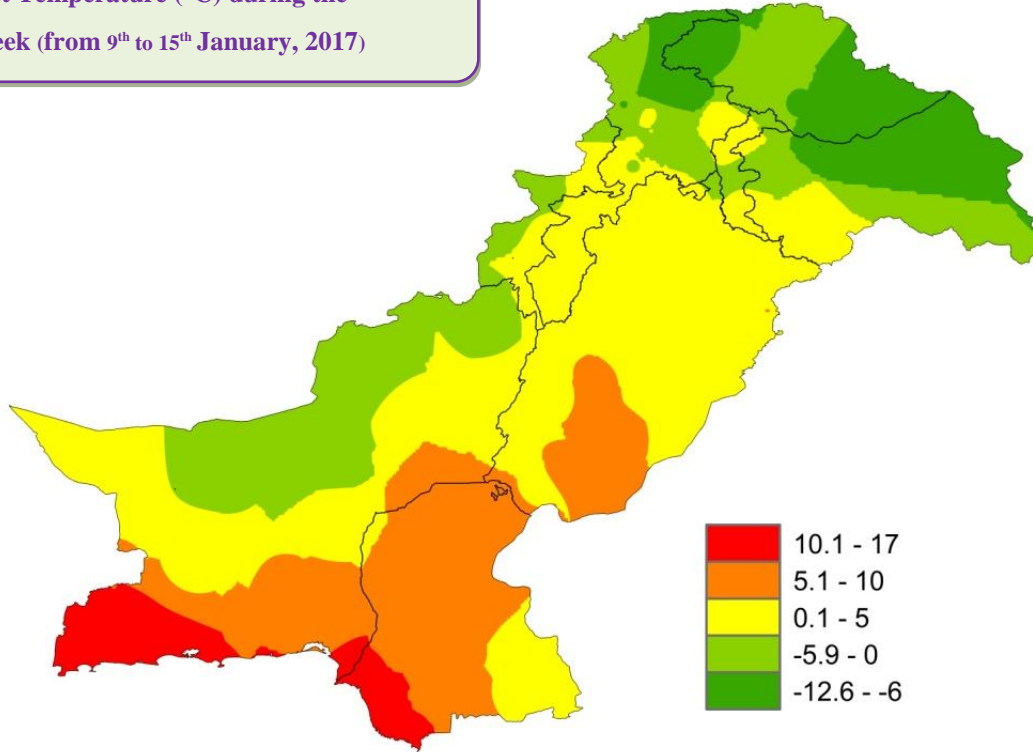 Temperature (°C) during the
(from 9th to 15th January, 2017)
10.1 - 17
5.1 - 10
0.1 - 5
-5.9 - 0
-12.6 - -6